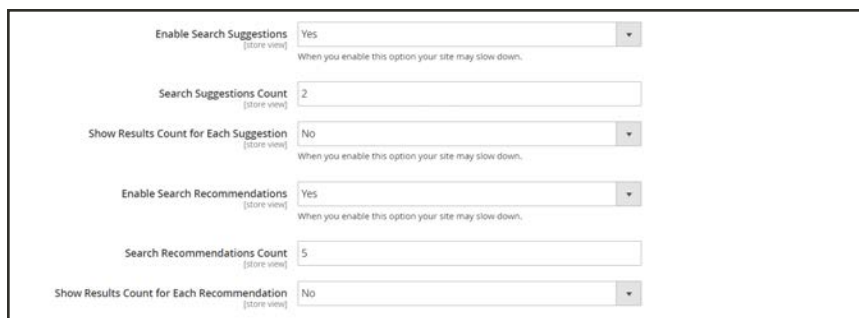 Enable Search Suggestions Yes
[store view]
When you enable this option your site may slow down.
Search Suggestions Count 2
[store view]
Show Results Count for Each Suggestion No
[store view]
When you enable this option your site may slow down.
Enable Search Recommendations Yes
[store view]
When you enable this option your site may slow down.
Search Recommendations Count 5
[store view]
Show Results Count for Each Recommendation No
[store view]